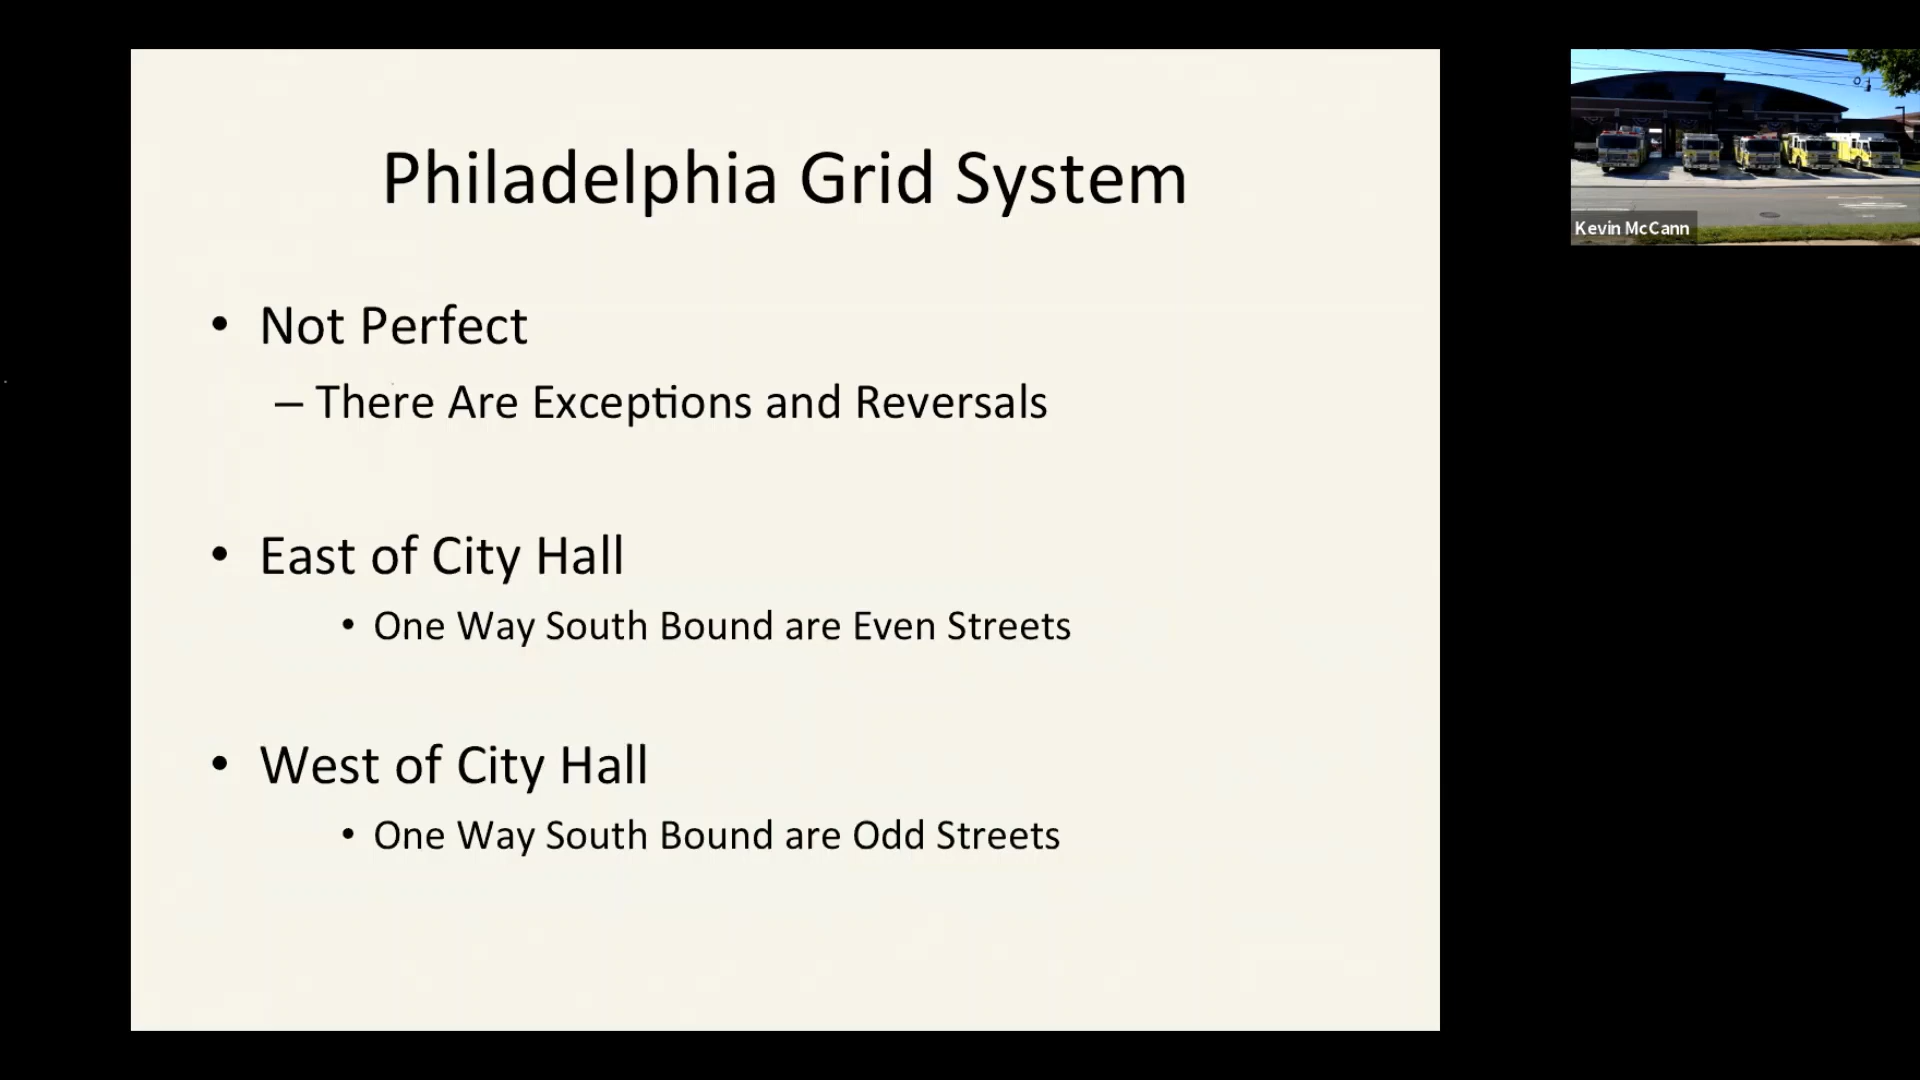 Philadelphia Grid System
• Not Perfect
– There Are Exceptions and Reversals
• East of City Hall
• One Way South Bound are Even Streets
• West of City Hall
• One Way South Bound are Odd Streets
Kevin McCann